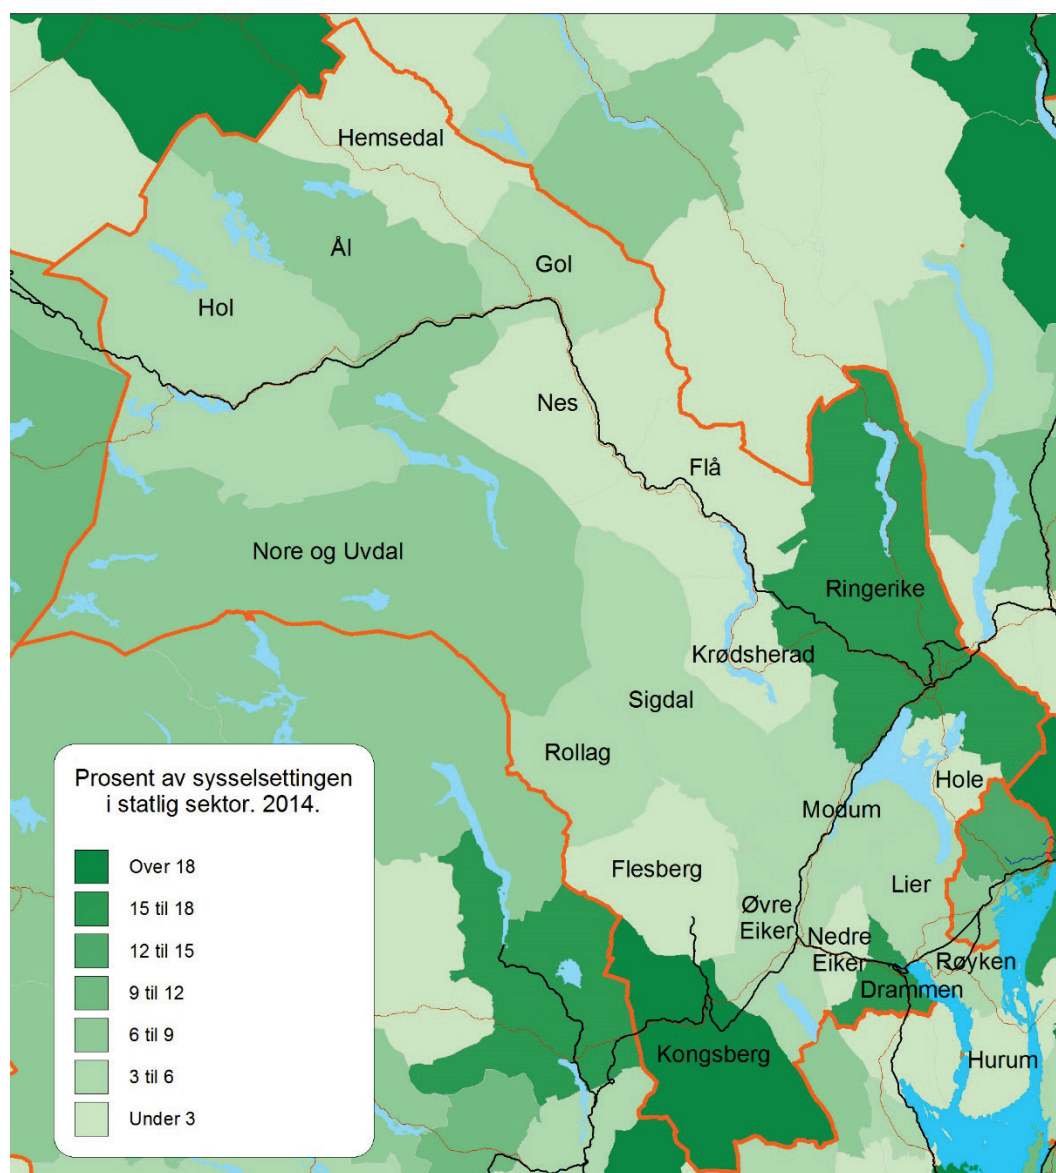 Hemsedal
Ål
Gol
Hol
Nes
Flå
Nore og Uvdal
Ringerike
Krødsherad
Sigdal
Rollag
Hole
Modum
Flesberg
Lier
Øvre
Eiker
Nedre
Eiker
Røyken
Drammen
Kongsberg
Hurum
Prosent av sysselsettingen
i statlig sektor. 2014.
Over 18
15 til 18
12 til 15
9 til 12
6 til 9
3 til 6
Under 3